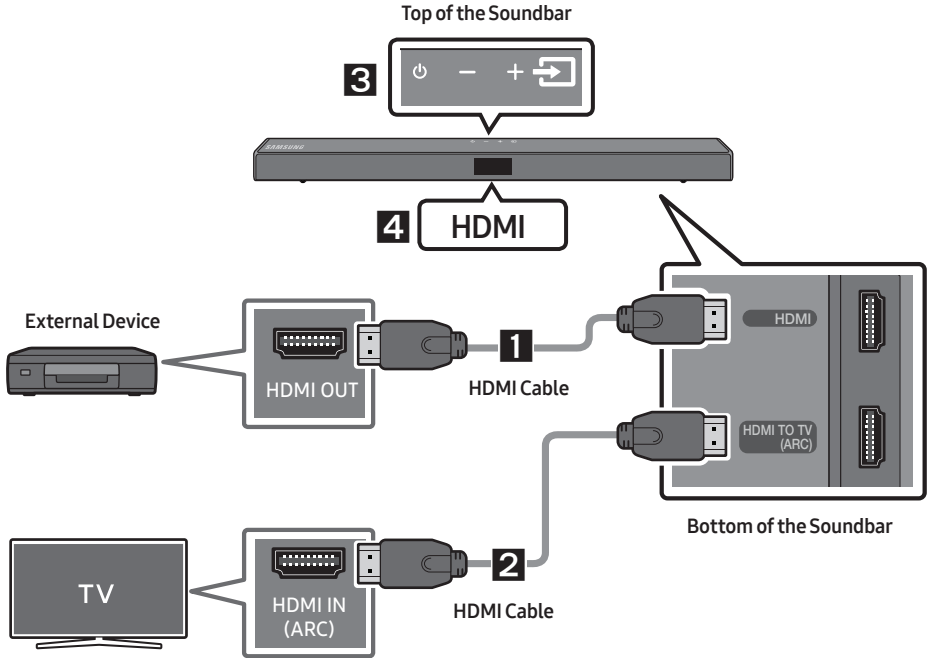 Top of the Soundbar
3
SAMSUNG
4
HDMI
External Device
HDMI OUT
1
HDMI Cable
HDMI
HDMI TO TV
(ARC)
Bottom of the Soundbar
TV
HDMI IN
(ARC)
2
HDMI Cable